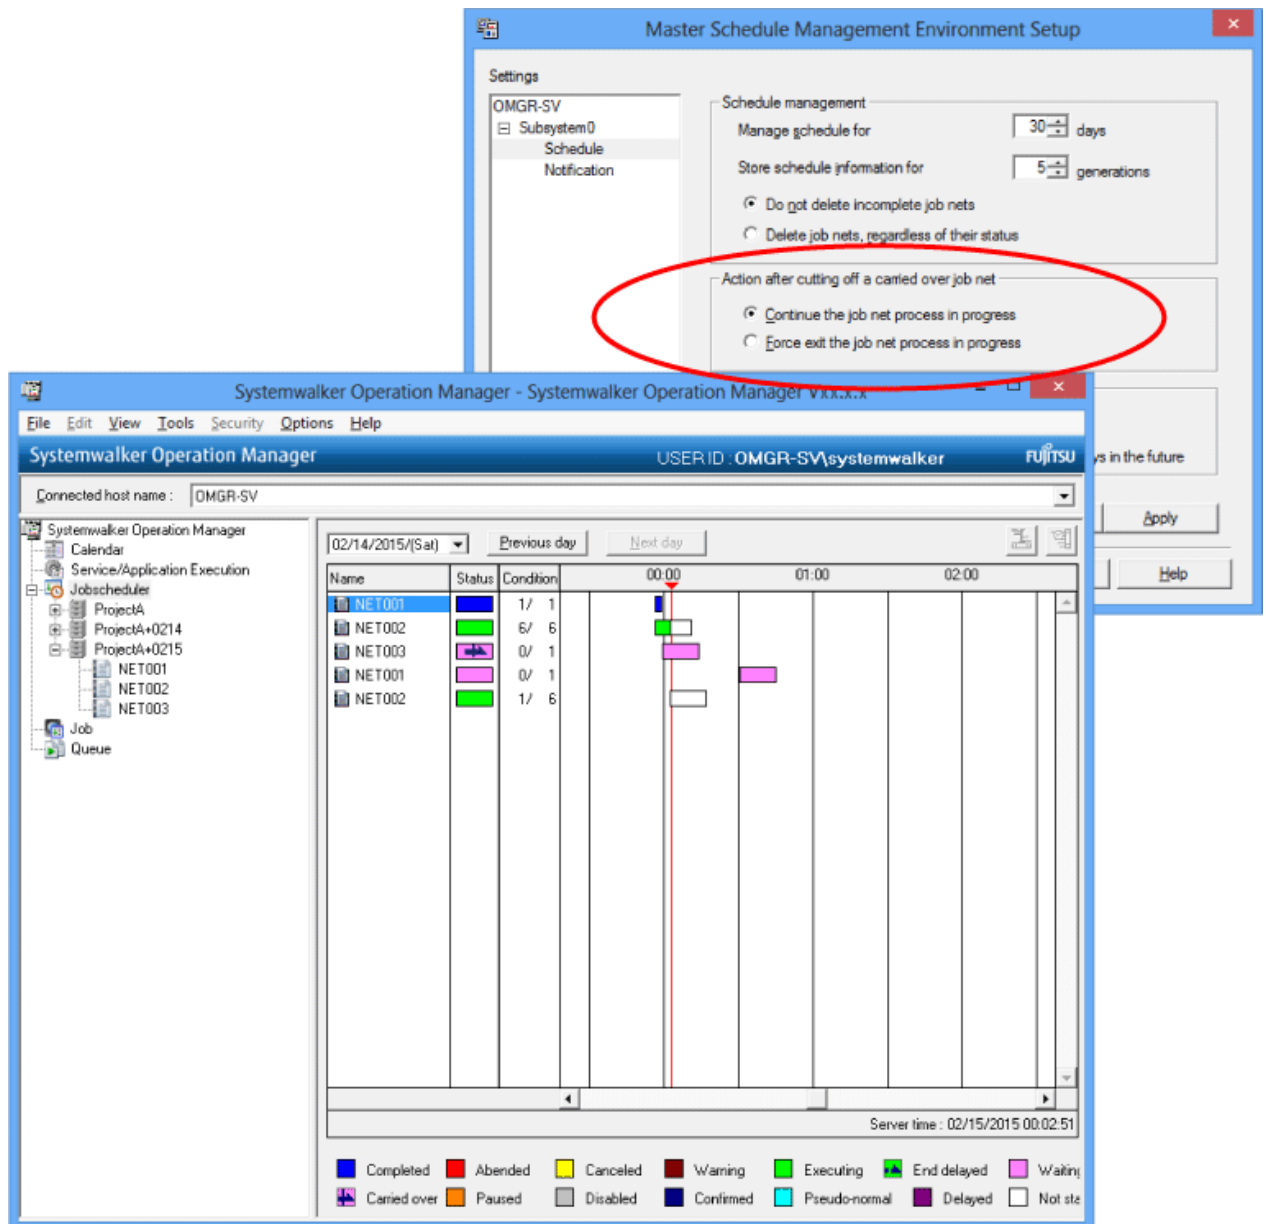 Master Schedule Management Environment Setup
Settings
OMGR-SV
Subsystem0
Schedule
Notification
Schedule management
Manage schedule for 30 days
Store schedule information for 5 generations
Do not delete incomplete job nets
Delete job nets, regardless of their status
Action after cutting off a carried over job net
Continue the job net process in progress
Force exit the job net process in progress
ys in the future
Apply
Help
Systemwalker Operation Manager - Systemwalker Operation Manager Vxx.x.x
File Edit View Tools Security Options Help
Systemwalker Operation Manager USER ID : OMGR-SV\systemwalker FUJITSU
Connected host name : OMGR-SV
Systemwalker Operation Manager
Calendar
Service/Application Execution
Jobscheduler
ProjectA
ProjectA+0214
ProjectA+0215
NET001
NET002
NET003
Job
Queue
02/14/2015/(Sat) Previous day Next day
Name Status Condition 00:00 01:00 02:00
NET001 1/ 1
NET002 6/ 6
NET003 0/ 1
NET001 0/ 1
NET002 1/ 6
Server time : 02/15/2015 00:02:51
Completed Abended Canceled Warning Executing End delayed Waiting
Carried over Paused Disabled Confirmed Pseudo-normal Delayed Not sta